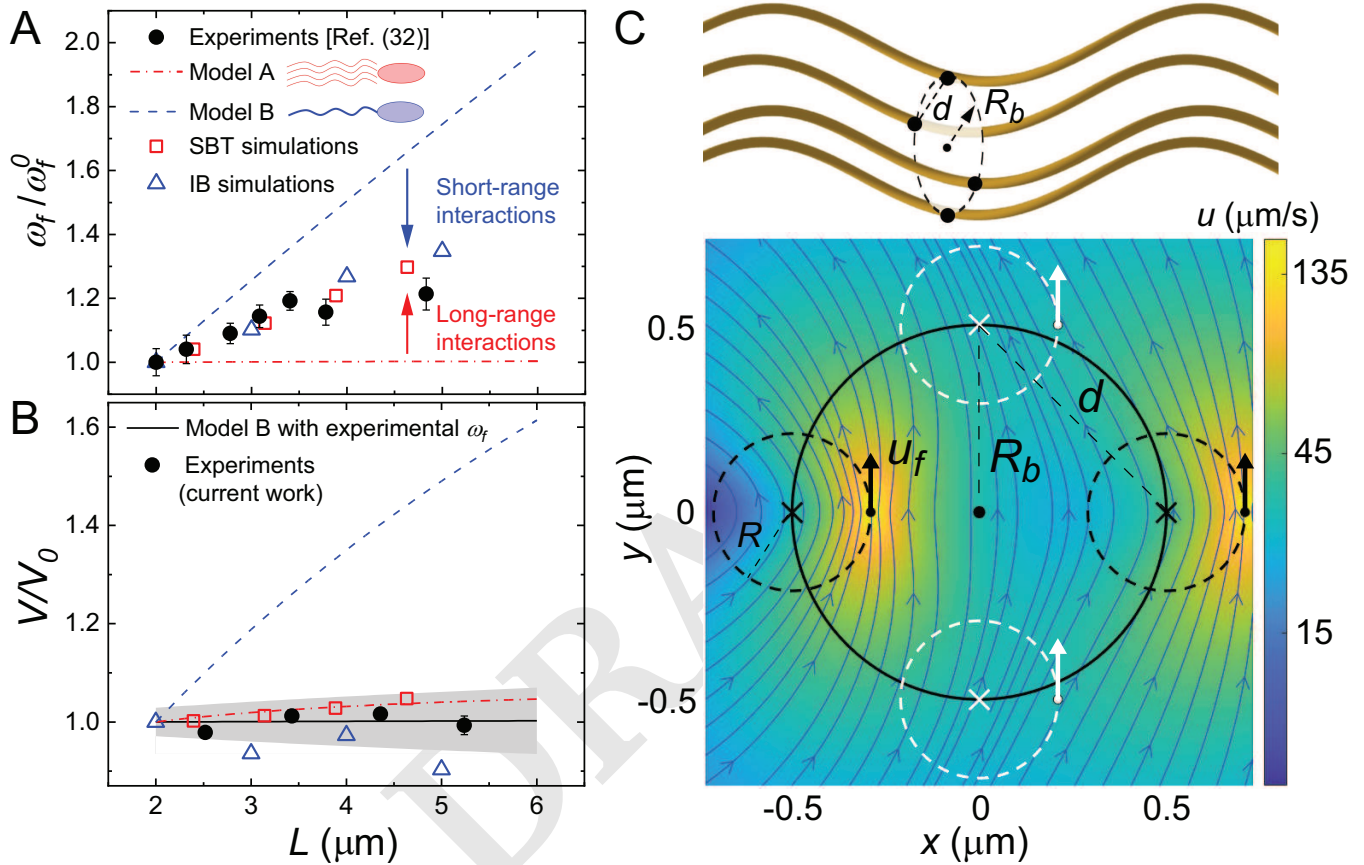 A
2.0
1.8
1.6
1.4
1.2
1.0
ω_f / ω_f^0
Experiments [Ref. (32)]
Model A
Model B
SBT simulations
IB simulations
Short-range
interactions
Long-range
interactions
B
1.6
1.4
1.2
1.0
V/V_0
Model B with experimental ω_f
Experiments
(current work)
2 3 4 5 6
L (μm)
C
d
R_b
u (μm/s)
135
45
15
d
u_f
R_b
R
0.5
0
-0.5
y (μm)
-0.5 0 0.5
x (μm)
DRA